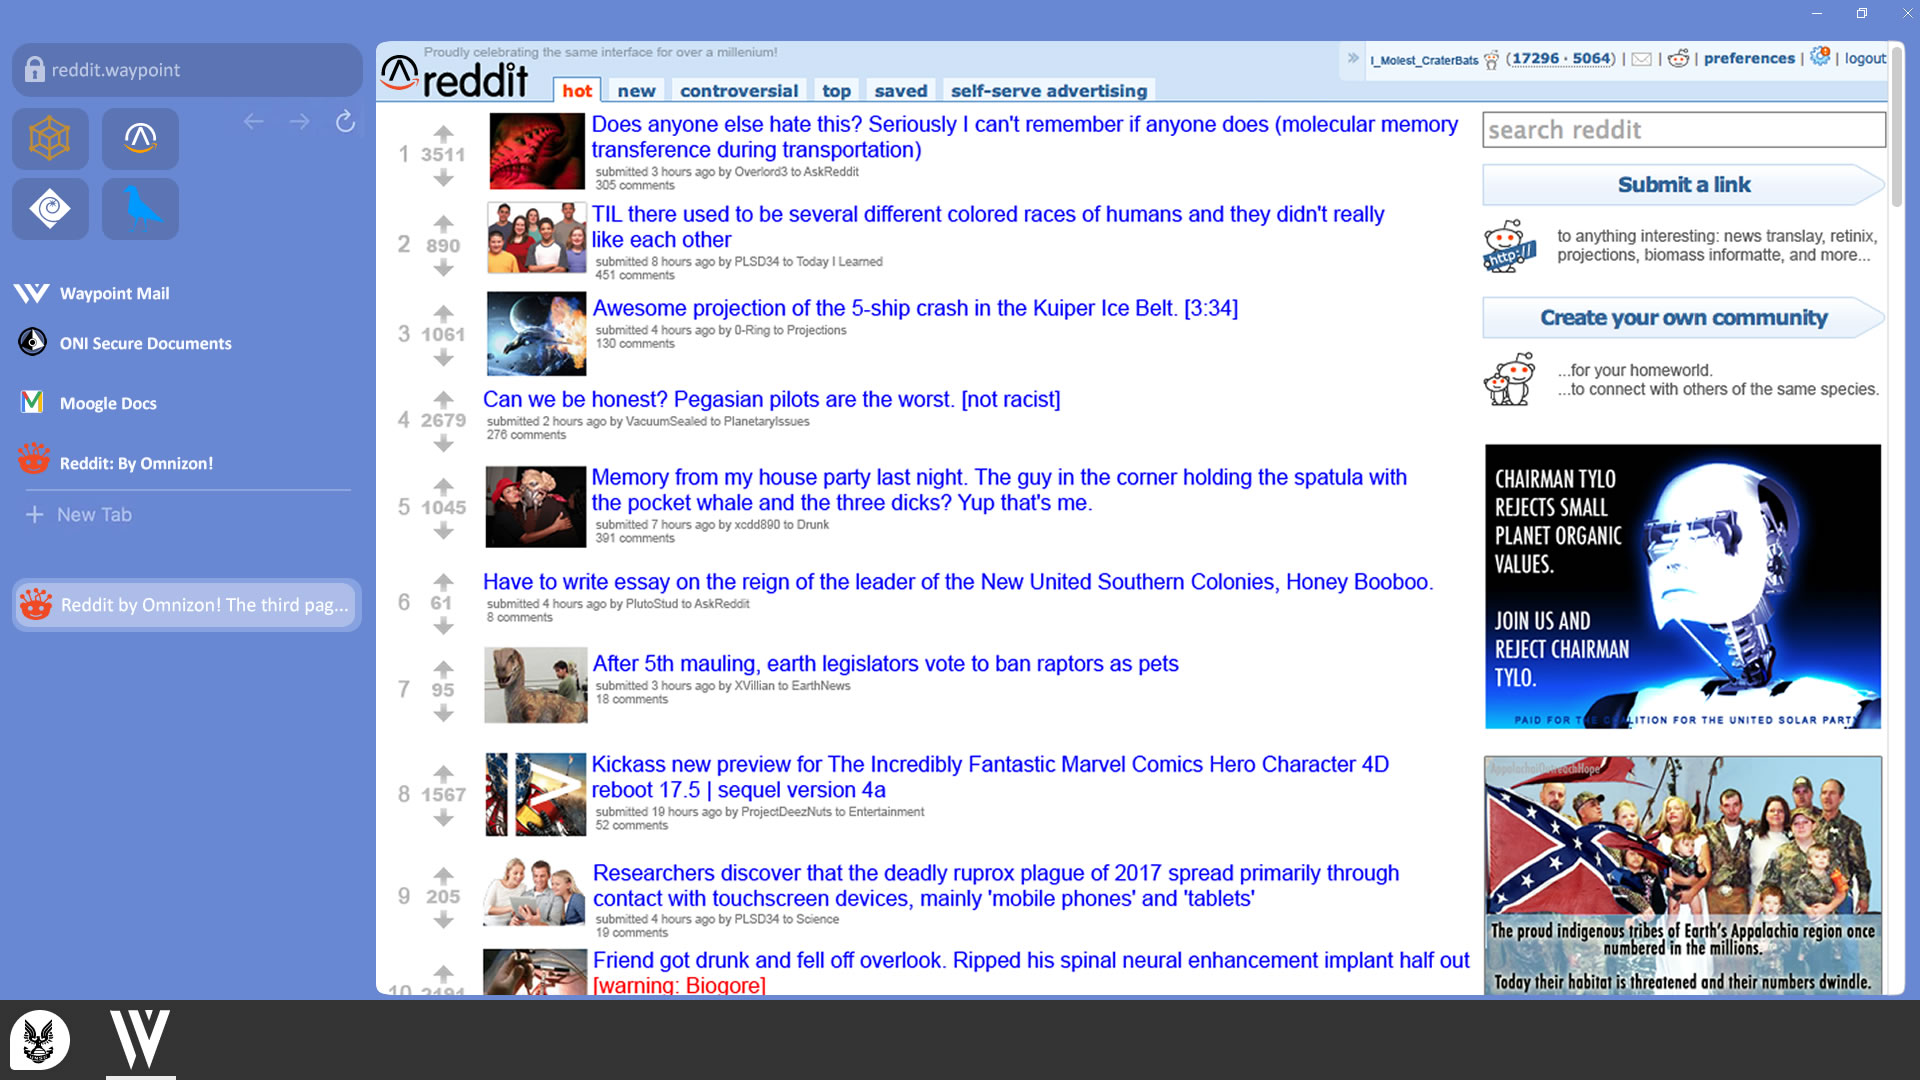 reddit.waypoint
Waypoint Mail
ONI Secure Documents
Moogle Docs
Reddit: By Omnizon!
New Tab
Reddit by Omnizon! The third pag...
Proudly celebrating the same interface for over a millenium!
reddit
hot
new
controversial
top
saved
self-serve advertising
I_Molest_CraterBats (17296 · 5064) | | | preferences | | logout
1
3511
Does anyone else hate this? Seriously I can't remember if anyone does (molecular memory
transference during transportation)
submitted 3 hours ago by Overlord3 to AskReddit
305 comments
2
890
TIL there used to be several different colored races of humans and they didn't really
like each other
submitted 8 hours ago by PLSD34 to Today I Learned
451 comments
3
1061
Awesome projection of the 5-ship crash in the Kuiper Ice Belt. [3:34]
submitted 4 hours ago by 0-Ring to Projections
130 comments
4
2679
Can we be honest? Pegasian pilots are the worst. [not racist]
submitted 2 hours ago by VacuumSealed to PlanetaryIssues
276 comments
5
1045
Memory from my house party last night. The guy in the corner holding the spatula with
the pocket whale and the three dicks? Yup that's me.
submitted 7 hours ago by xcdd890 to Drunk
391 comments
6
61
Have to write essay on the reign of the leader of the New United Southern Colonies, Honey Booboo.
submitted 4 hours ago by PlutoStud to AskReddit
8 comments
7
95
After 5th mauling, earth legislators vote to ban raptors as pets
submitted 3 hours ago by XVillian to EarthNews
18 comments
8
1567
Kickass new preview for The Incredibly Fantastic Marvel Comics Hero Character 4D
reboot 17.5 | sequel version 4a
submitted 19 hours ago by ProjectDeezNuts to Entertainment
52 comments
9
205
Researchers discover that the deadly ruprox plague of 2017 spread primarily through
contact with touchscreen devices, mainly 'mobile phones' and 'tablets'
submitted 4 hours ago by PLSD34 to Science
19 comments
10
2191
Friend got drunk and fell off overlook. Ripped his spinal neural enhancement implant half out
[warning: Biogore]
search reddit
Submit a link
http://
to anything interesting: news translay, retinix,
projections, biomass informatte, and more...
Create your own community
...for your homeworld.
...to connect with others of the same species.
CHAIRMAN TYLO
REJECTS SMALL
PLANET ORGANIC
VALUES.
JOIN US AND
REJECT CHAIRMAN
TYLO.
PAID FOR THE COALITION FOR THE UNITED SOLAR PARTY
AppalachiaOutreachHope
The proud indigenous tribes of Earth's Appalachia region once
numbered in the millions.
Today their habitat is threatened and their numbers dwindle.